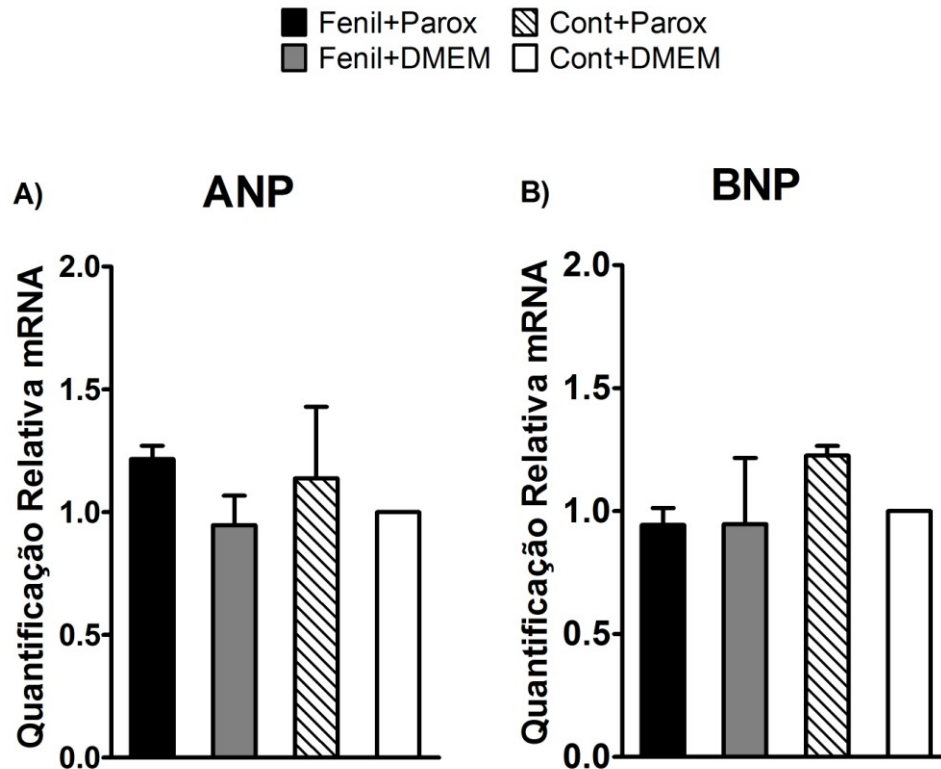 Fenil+Parox
Cont+Parox
Fenil+DMEM
Cont+DMEM
A)
ANP
Quantificação Relativa mRNA
2.0
1.5
1.0
0.5
0.0
B)
BNP
Quantificação Relativa mRNA
2.0
1.5
1.0
0.5
0.0